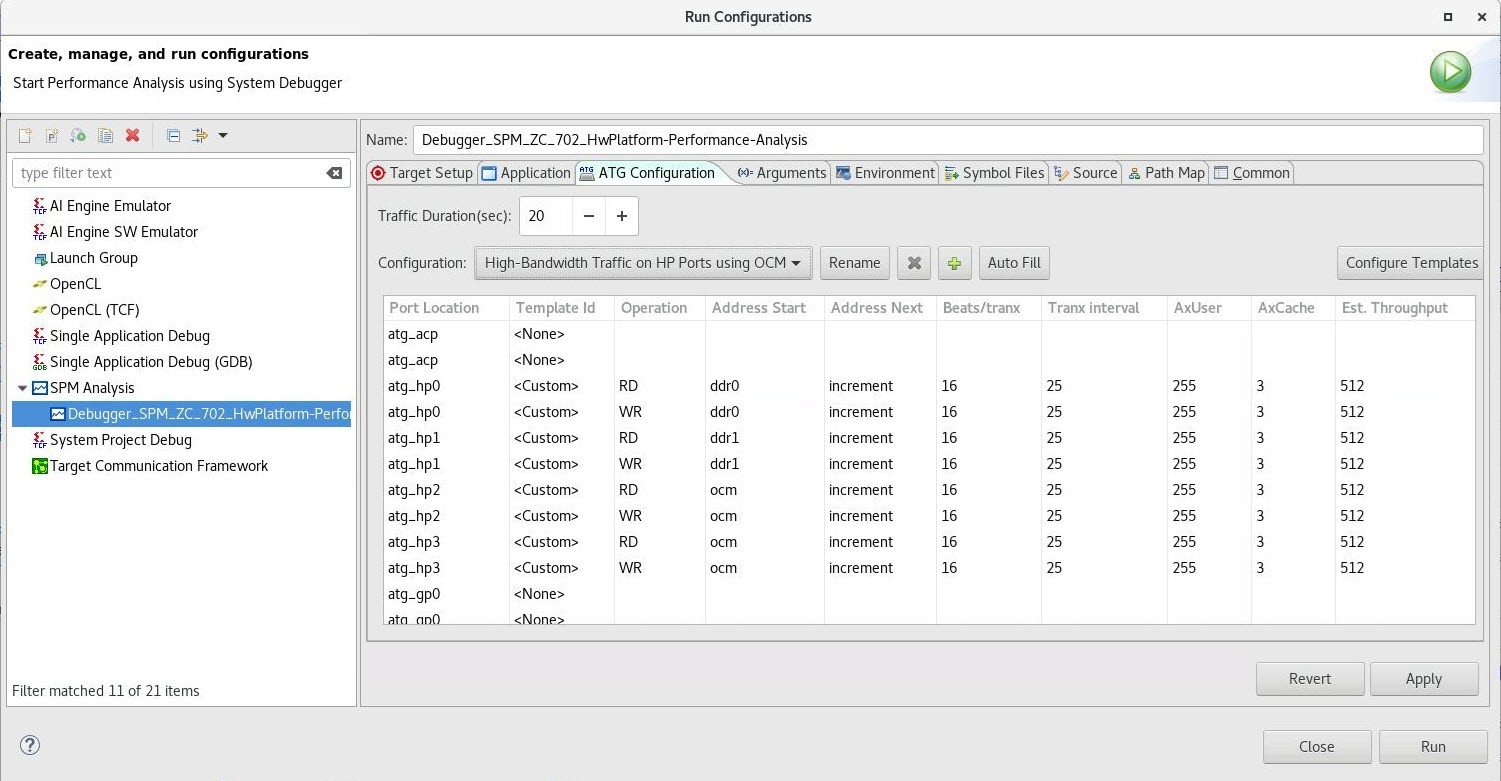 Run Configurations
Create, manage, and run configurations
Start Performance Analysis using System Debugger
type filter text
AI Engine Emulator
AI Engine SW Emulator
Launch Group
OpenCL
OpenCL (TCF)
Single Application Debug
Single Application Debug (GDB)
SPM Analysis
Debugger_SPM_ZC_702_HwPlatform-Perfo
System Project Debug
Target Communication Framework
Filter matched 11 of 21 items
Name: Debugger_SPM_ZC_702_HwPlatform-Performance-Analysis
Target Setup Application ATG Configuration Arguments Environment Symbol Files Source Path Map Common
Traffic Duration(sec): 20 − +
Configuration: High-Bandwidth Traffic on HP Ports using OCM Rename Auto Fill Configure Templates
Port Location Template Id Operation Address Start Address Next Beats/tranx Tranx interval AxUser AxCache Est. Throughput
atg_acp <None>
atg_acp <None>
atg_hp0 <Custom> RD ddr0 increment 16 25 255 3 512
atg_hp0 <Custom> WR ddr0 increment 16 25 255 3 512
atg_hp1 <Custom> RD ddr1 increment 16 25 255 3 512
atg_hp1 <Custom> WR ddr1 increment 16 25 255 3 512
atg_hp2 <Custom> RD ocm increment 16 25 255 3 512
atg_hp2 <Custom> WR ocm increment 16 25 255 3 512
atg_hp3 <Custom> RD ocm increment 16 25 255 3 512
atg_hp3 <Custom> WR ocm increment 16 25 255 3 512
atg_gp0 <None>
atg_gp0 <None>
Revert Apply
Close Run